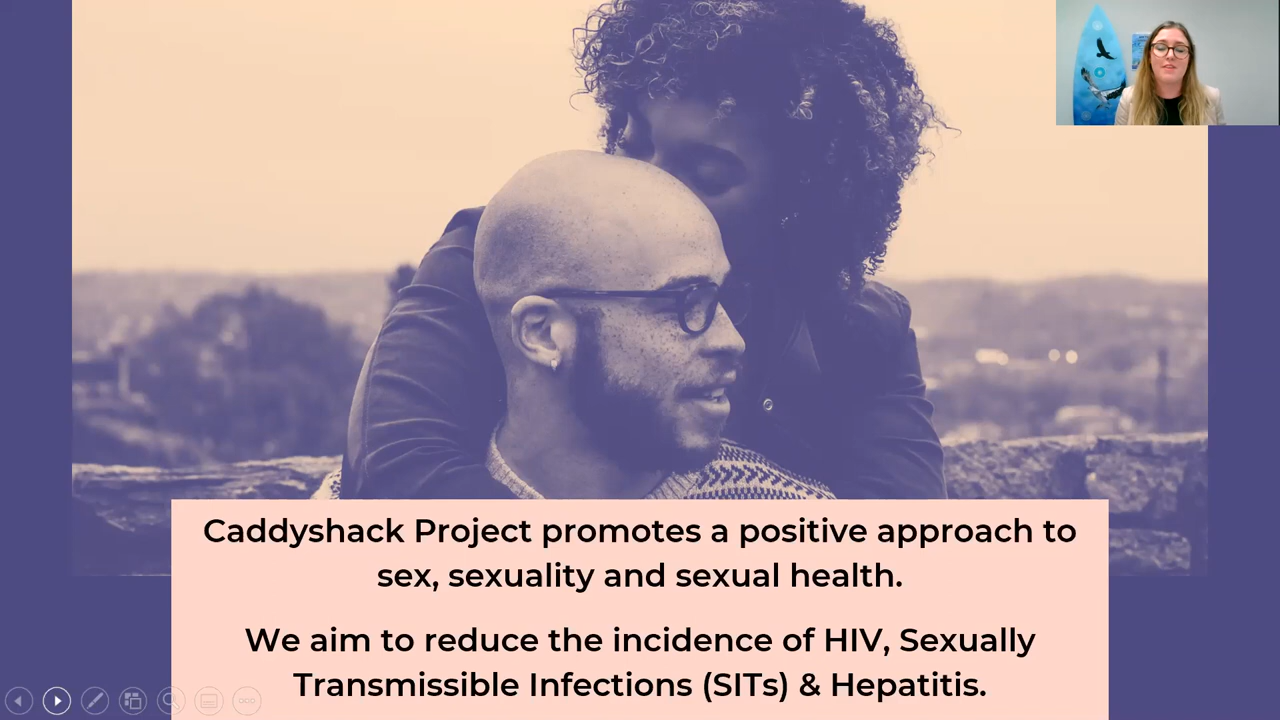 Caddyshack Project promotes a positive approach to
sex, sexuality and sexual health.
We aim to reduce the incidence of HIV, Sexually
Transmissible Infections (SITs) & Hepatitis.